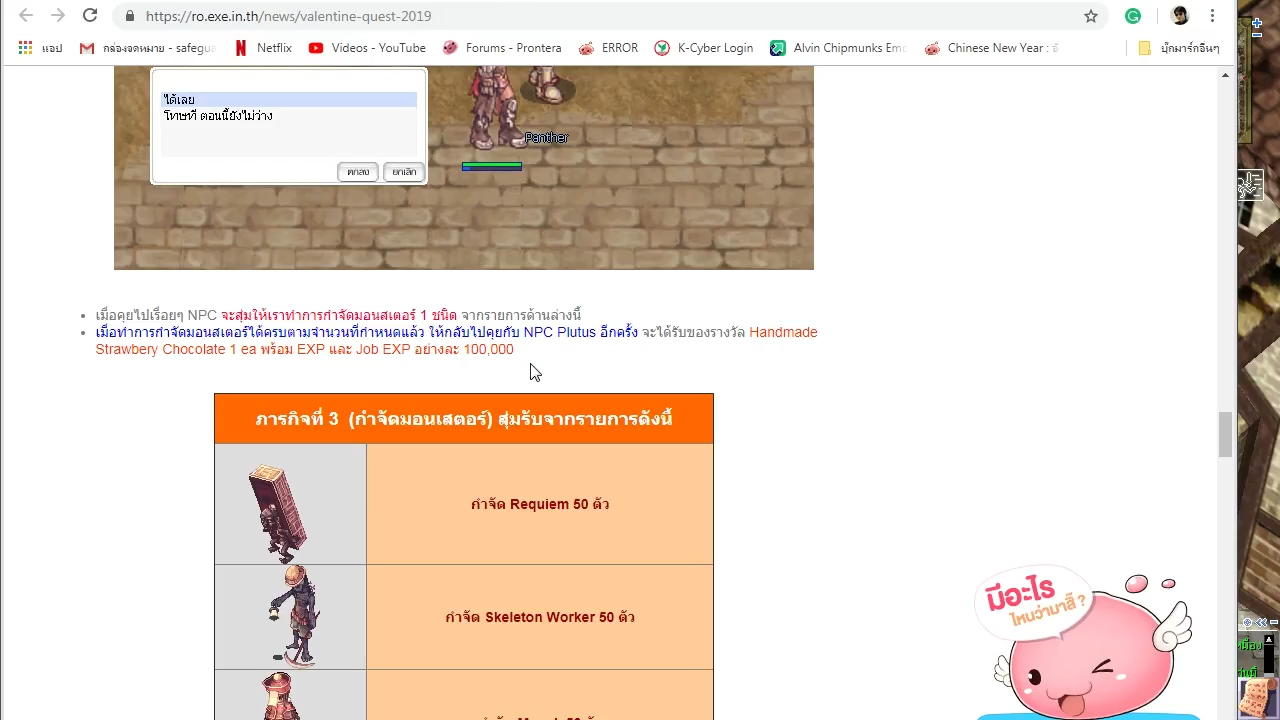 https://ro.exe.in.th/news/valentine-quest-2019
แอป
กล่องจดหมาย - safegua
Netflix
Videos - YouTube
Forums - Prontera
ERROR
K-Cyber Login
Alvin Chipmunks Emo
Chinese New Year : อั
บุ๊กมาร์กอื่นๆ
ได้เลย
โทษที ตอนนี้ยังไม่ว่าง
ตกลง ยกเลิก
Panther
เมื่อคุยไปเรื่อยๆ NPC จะสุ่มให้เราทำการกำจัดมอนสเตอร์ 1 ชนิด จากรายการด้านล่างนี้
เมื่อทำการกำจัดมอนสเตอร์ได้ครบตามจำนวนที่กำหนดแล้ว ให้กลับไปคุยกับ NPC Plutus อีกครั้ง จะได้รับของรางวัล Handmade
Strawbery Chocolate 1 ea พร้อม EXP และ Job EXP อย่างละ 100,000
ภารกิจที่ 3 (กำจัดมอนเสตอร์) สุ่มรับจากรายการดังนี้
กำจัด Requiem 50 ตัว
กำจัด Skeleton Worker 50 ตัว
มีอะไร
ไหนว่ามาสิ๊ ?